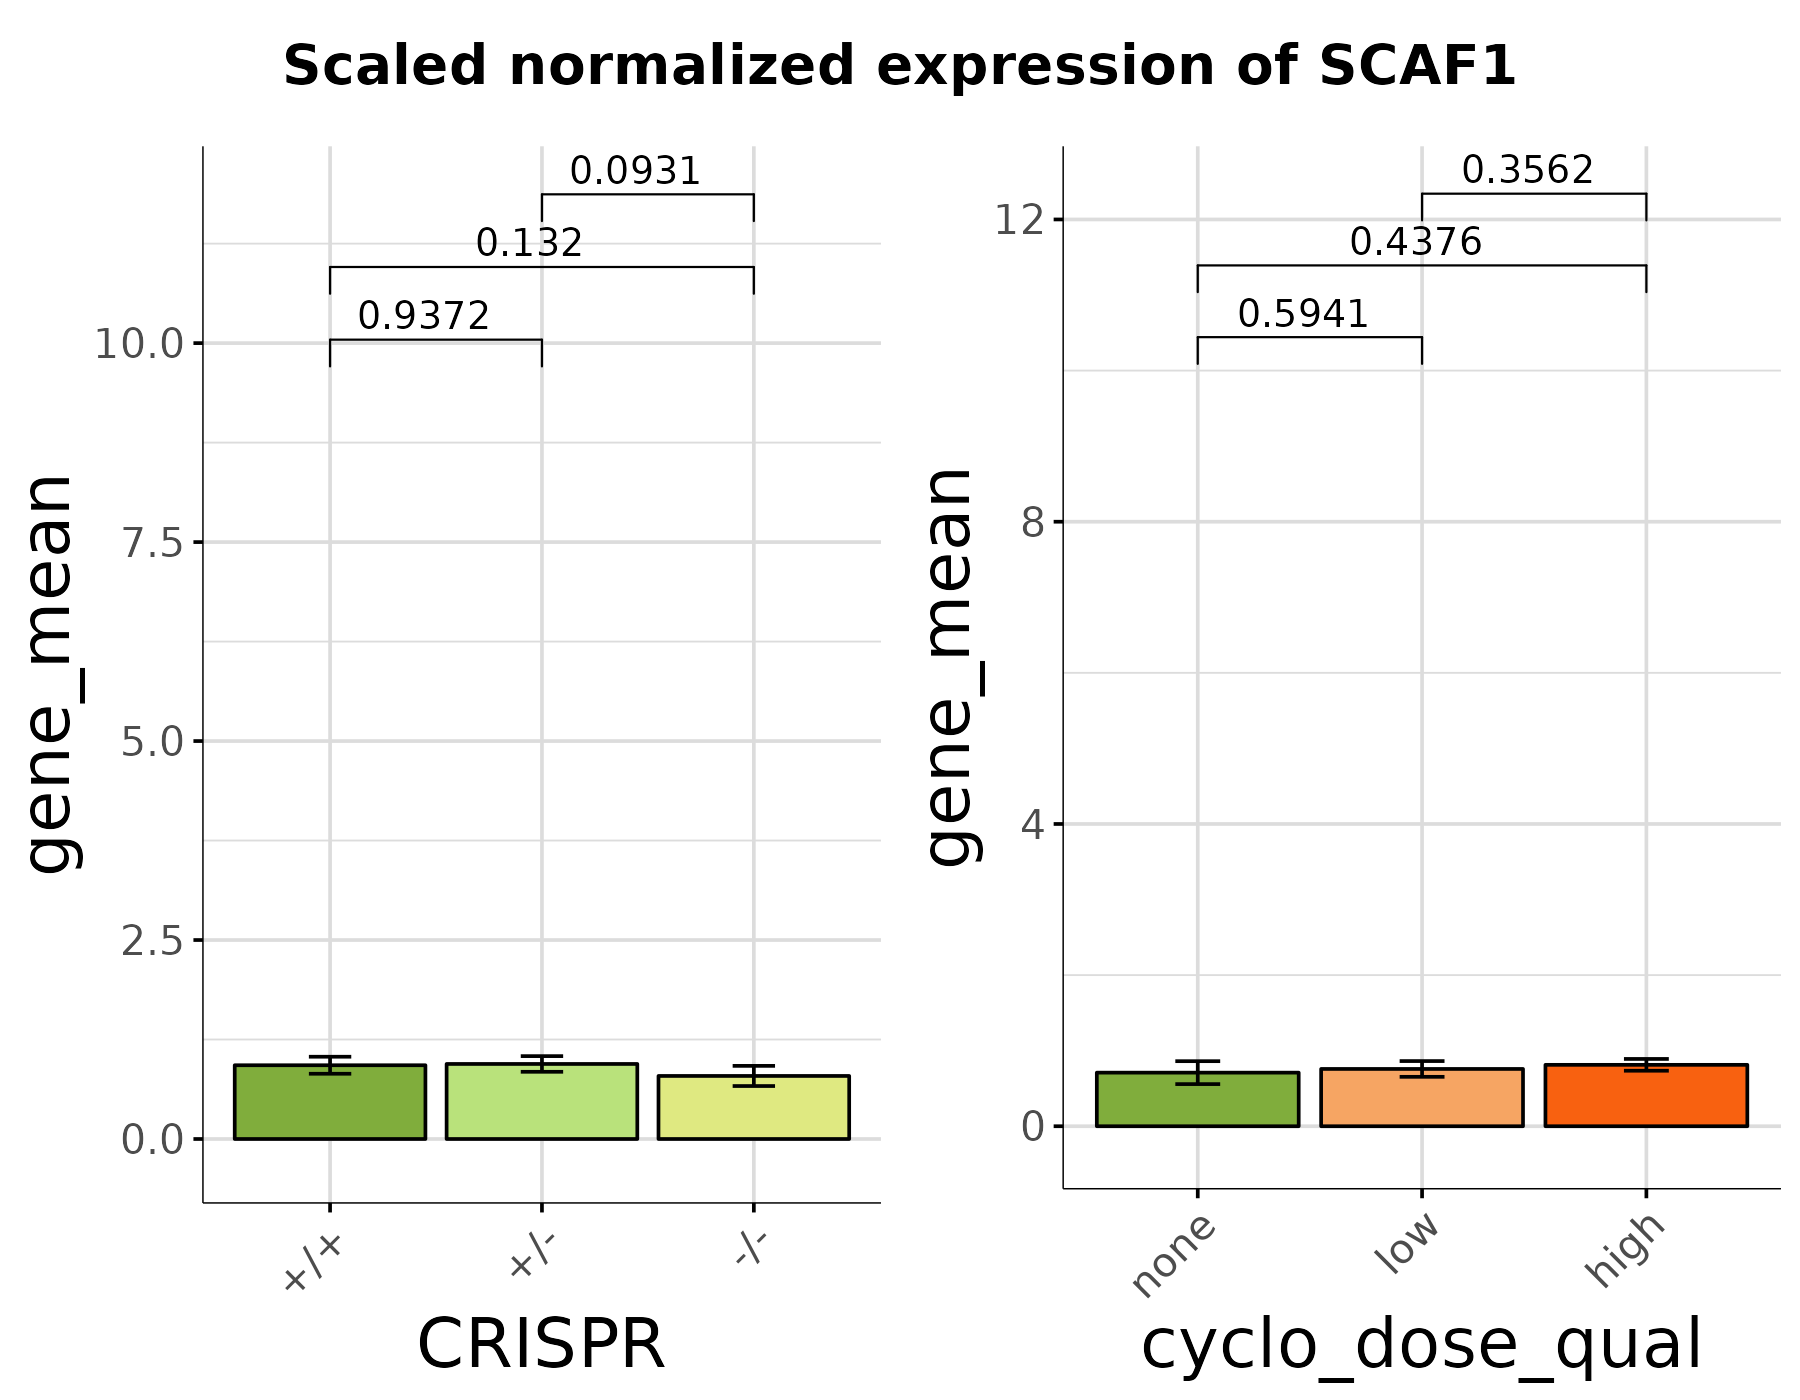 Scaled normalized expression of SCAF1
gene_mean
10.0
7.5
5.0
2.5
0.0
0.0931
0.132
0.9372
+/+
+/-
-/-
CRISPR
gene_mean
12
8
4
0
0.3562
0.4376
0.5941
none
low
high
cyclo_dose_qual